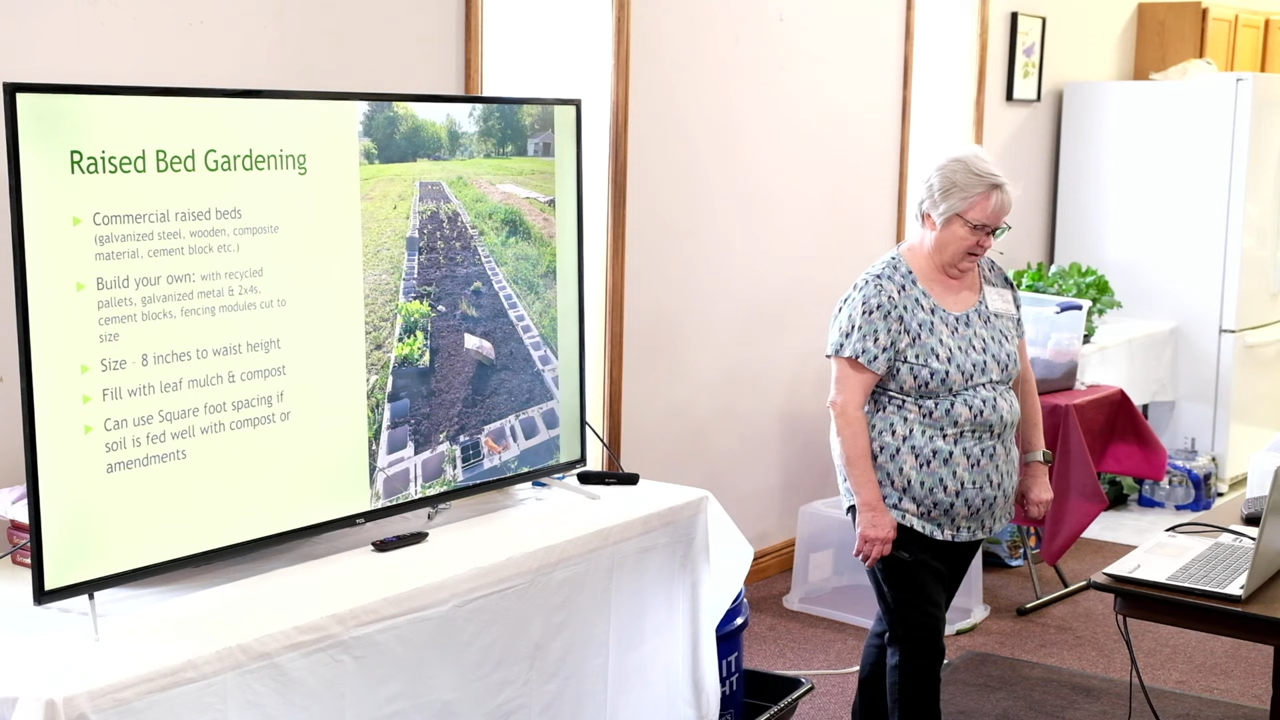 Raised Bed Gardening
Commercial raised beds
(galvanized steel, wooden, composite
material, cement block etc.)
Build your own: with recycled
pallets, galvanized metal & 2x4s,
cement blocks, fencing modules cut to
size
Size - 8 inches to waist height
Fill with leaf mulch & compost
Can use Square foot spacing if
soil is fed well with compost or
amendments
TCL
IT